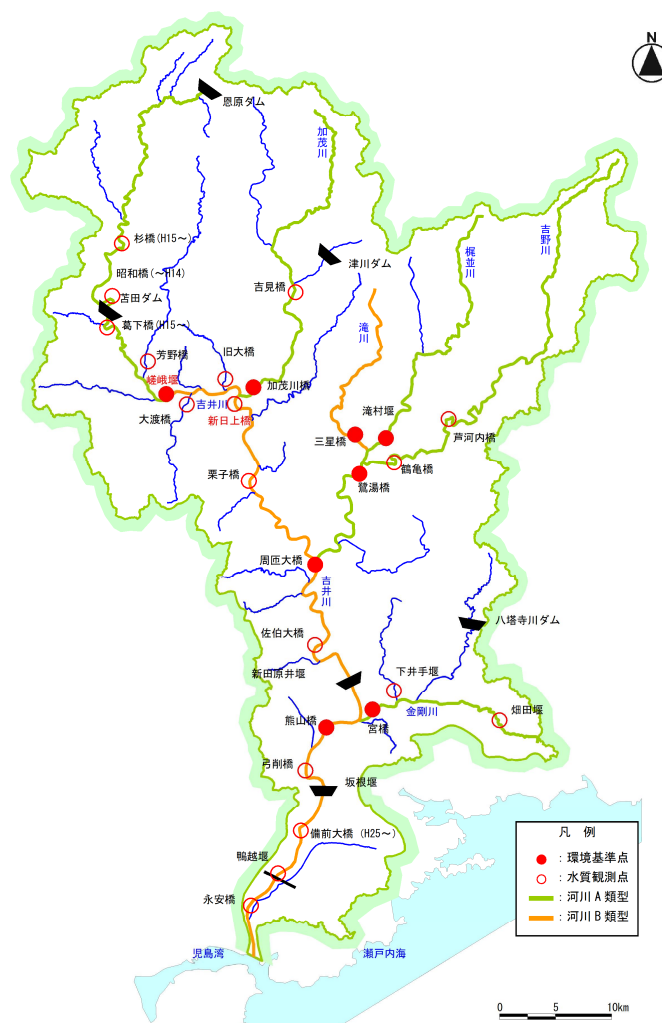 N
恩原ダム
加茂川
吉野川
杉橋(H15～)
梶並川
津川ダム
昭和橋(～H14)
吉見橋
苫田ダム
滝川
葛下橋(H15～)
芳野橋
旧大橋
嵯峨堰
加茂川橋
大渡橋
吉井川
新日上橋
滝村堰
三星橋
芦河内橋
鶴亀橋
鷺湯橋
栗子橋
周匝大橋
吉井川
八塔寺川ダム
佐伯大橋
新田原井堰
下井手堰
金剛川
畑田堰
熊山橋
宮橋
弓削橋
坂根堰
備前大橋 (H25～)
凡 例
：環境基準点
：水質観測点
：河川A類型
：河川B類型
鴨越堰
永安橋
児島湾
瀬戸内海
0 5 10km